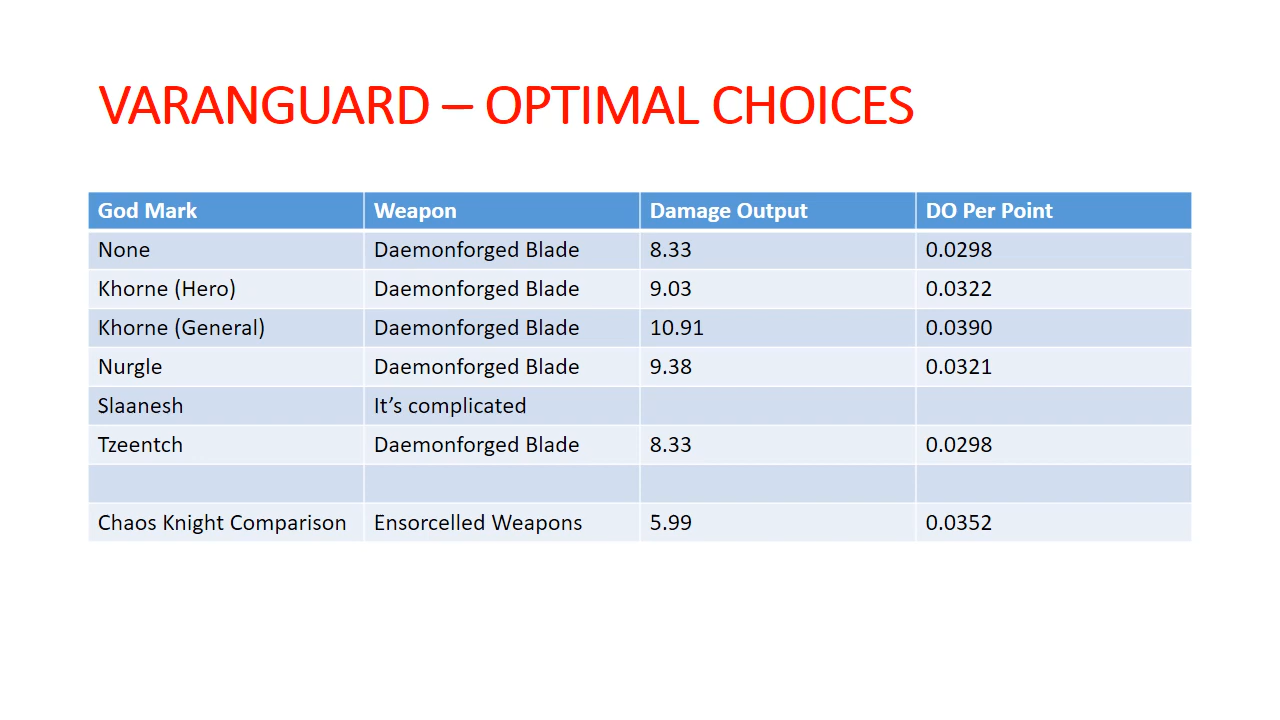 VARANGUARD – OPTIMAL CHOICES
God Mark Weapon Damage Output DO Per Point
None Daemonforged Blade 8.33 0.0298
Khorne (Hero) Daemonforged Blade 9.03 0.0322
Khorne (General) Daemonforged Blade 10.91 0.0390
Nurgle Daemonforged Blade 9.38 0.0321
Slaanesh It’s complicated
Tzeentch Daemonforged Blade 8.33 0.0298
Chaos Knight Comparison Ensorcelled Weapons 5.99 0.0352